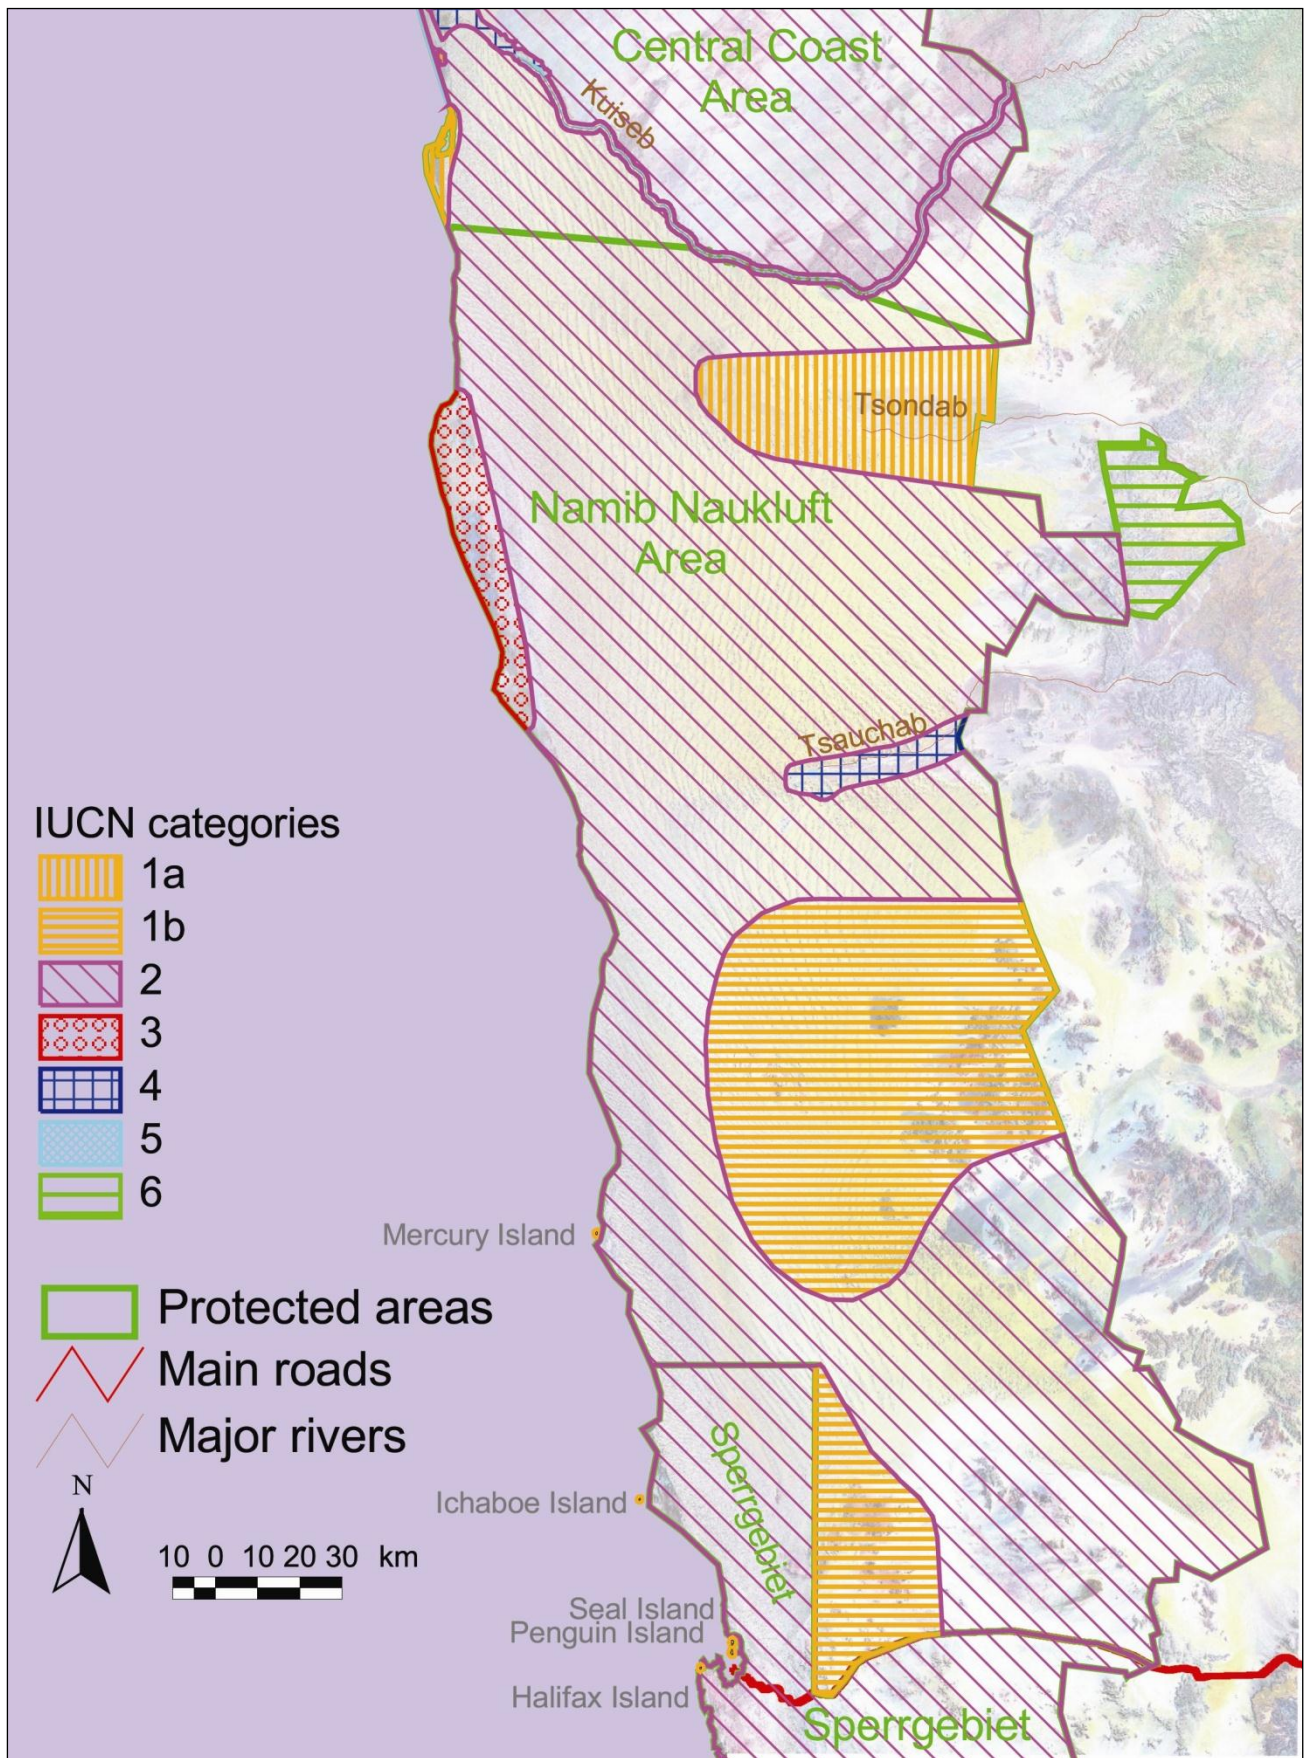 Central Coast
Area
Kuiseb
Tsondab
Namib Naukluft
Area
Tsauchab
IUCN categories
1a
1b
2
3
4
5
6
Mercury Island
Protected areas
Main roads
Major rivers
N
Ichaboe Island
10 0 10 20 30 km
Sperrgebiet
Seal Island
Penguin Island
Halifax Island
Sperrgebiet